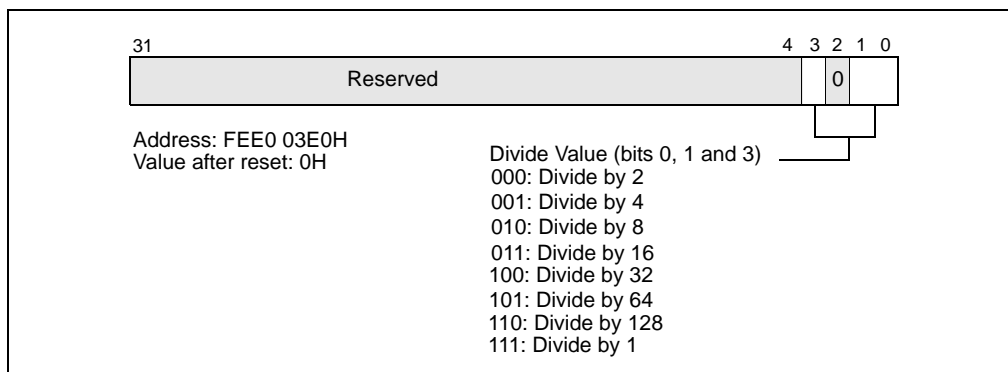 31 4 3 2 1 0
Reserved 0
Address: FEE0 03E0H
Value after reset: 0H
Divide Value (bits 0, 1 and 3)
000: Divide by 2
001: Divide by 4
010: Divide by 8
011: Divide by 16
100: Divide by 32
101: Divide by 64
110: Divide by 128
111: Divide by 1